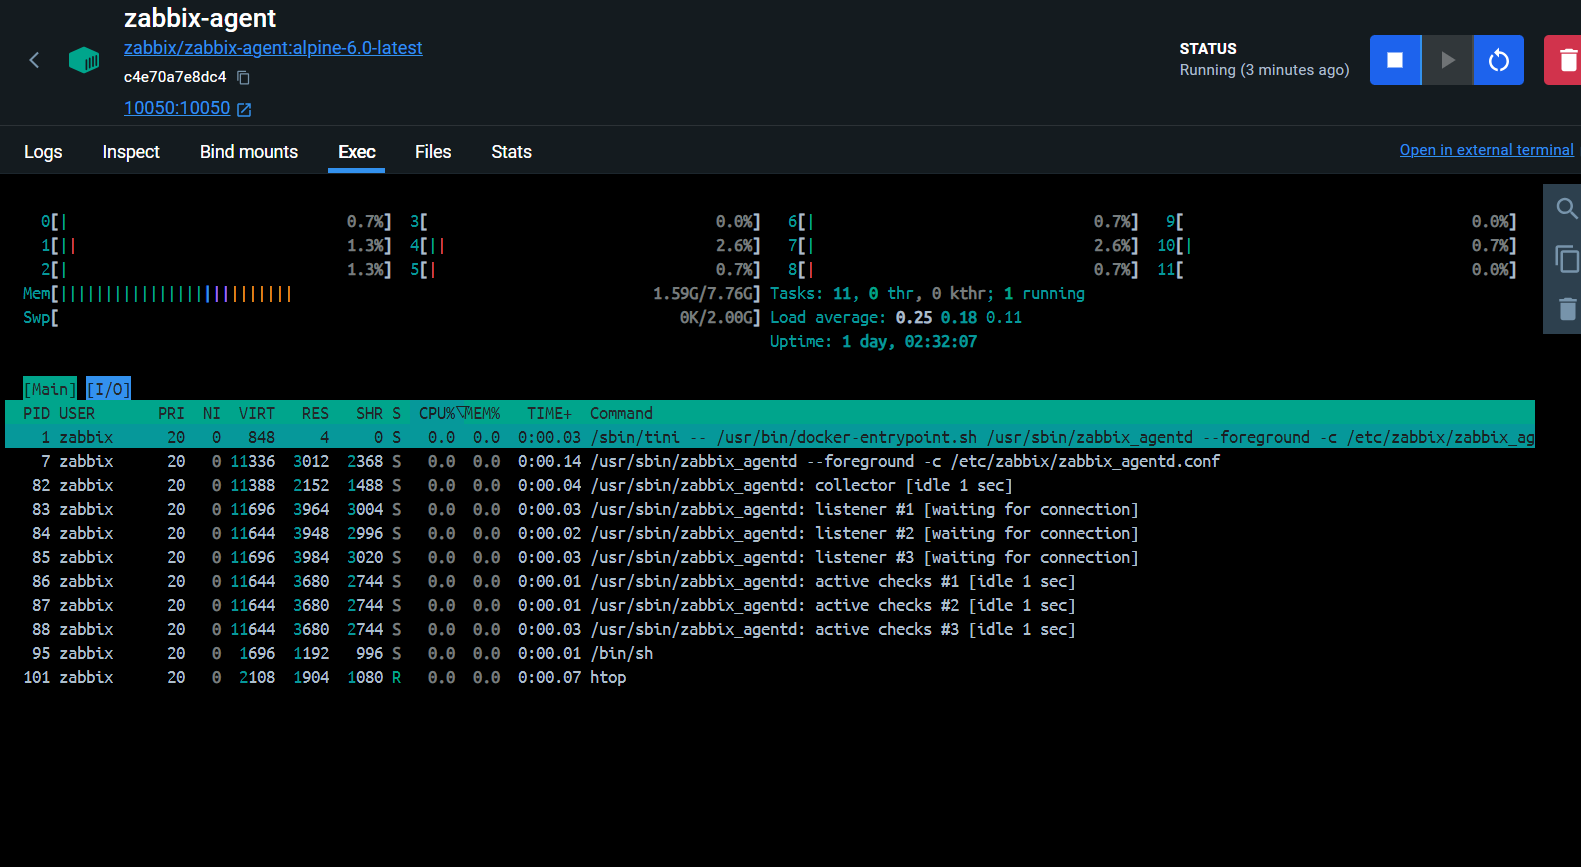 zabbix-agent
zabbix/zabbix-agent:alpine-6.0-latest
c4e70a7e8dc4
10050:10050
STATUS
Running (3 minutes ago)
Logs Inspect Bind mounts Exec Files Stats
Open in external terminal
0[| 0.7%] 3[ 0.0%] 6[| 0.7%] 9[ 0.0%]
1[|| 1.3%] 4[|| 2.6%] 7[| 2.6%] 10[| 0.7%]
2[| 1.3%] 5[| 0.7%] 8[| 0.7%] 11[ 0.0%]
Mem[|||||||||||||||||||||||||| 1.59G/7.76G] Tasks: 11, 0 thr, 0 kthr; 1 running
Swp[ 0K/2.00G] Load average: 0.25 0.18 0.11
Uptime: 1 day, 02:32:07
[Main] [I/O]
PID USER PRI NI VIRT RES SHR S CPU%▽MEM% TIME+ Command
1 zabbix 20 0 848 4 0 S 0.0 0.0 0:00.03 /sbin/tini -- /usr/bin/docker-entrypoint.sh /usr/sbin/zabbix_agentd --foreground -c /etc/zabbix/zabbix_ag
7 zabbix 20 0 11336 3012 2368 S 0.0 0.0 0:00.14 /usr/sbin/zabbix_agentd --foreground -c /etc/zabbix/zabbix_agentd.conf
82 zabbix 20 0 11388 2152 1488 S 0.0 0.0 0:00.04 /usr/sbin/zabbix_agentd: collector [idle 1 sec]
83 zabbix 20 0 11696 3964 3004 S 0.0 0.0 0:00.03 /usr/sbin/zabbix_agentd: listener #1 [waiting for connection]
84 zabbix 20 0 11644 3948 2996 S 0.0 0.0 0:00.02 /usr/sbin/zabbix_agentd: listener #2 [waiting for connection]
85 zabbix 20 0 11696 3984 3020 S 0.0 0.0 0:00.03 /usr/sbin/zabbix_agentd: listener #3 [waiting for connection]
86 zabbix 20 0 11644 3680 2744 S 0.0 0.0 0:00.01 /usr/sbin/zabbix_agentd: active checks #1 [idle 1 sec]
87 zabbix 20 0 11644 3680 2744 S 0.0 0.0 0:00.01 /usr/sbin/zabbix_agentd: active checks #2 [idle 1 sec]
88 zabbix 20 0 11644 3680 2744 S 0.0 0.0 0:00.03 /usr/sbin/zabbix_agentd: active checks #3 [idle 1 sec]
95 zabbix 20 0 1696 1192 996 S 0.0 0.0 0:00.01 /bin/sh
101 zabbix 20 0 2108 1904 1080 R 0.0 0.0 0:00.07 htop